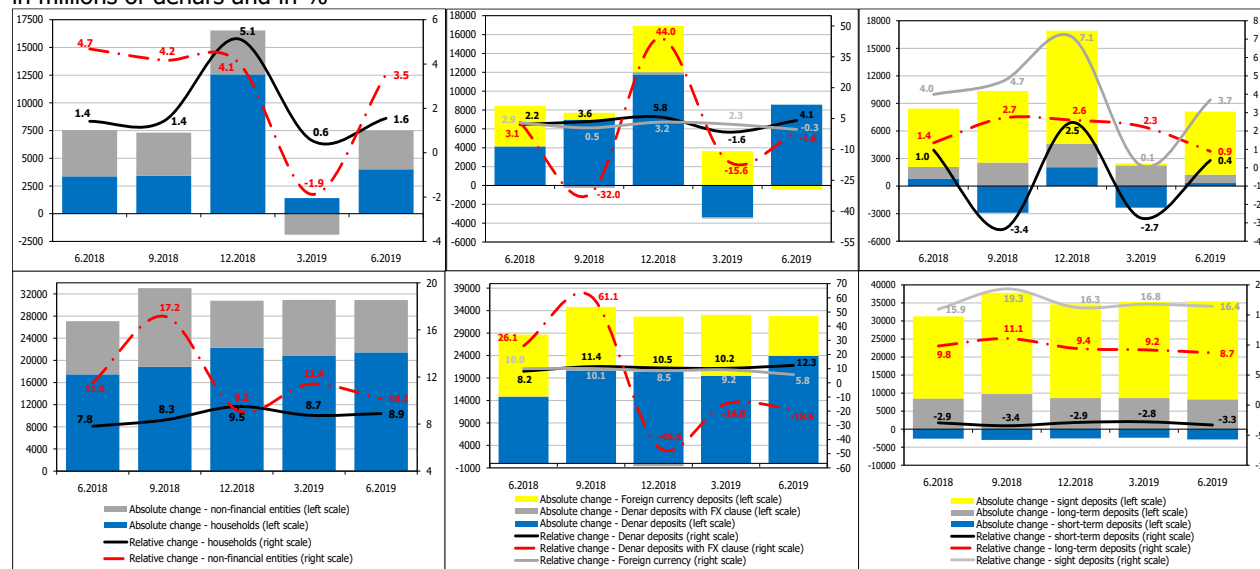 in millions of denars and in %
17500 15000 12500 10000 7500 5000 2500 0 -2500
6 4 2 0 -2 -4
4.7 4.2 4.1 -1.9 3.5
1.4 1.4 5.1 0.6 1.6
6.2018 9.2018 12.2018 3.2019 6.2019
18000 16000 14000 12000 10000 8000 6000 4000 2000 0 -2000 -4000 -6000
50 35 20 5 -10 -25 -40 -55
2.9 0.5 3.2 2.3 -0.3
2.2 3.6 5.8 -1.6 4.1
3.1 -32.0 44.0 -15.6
6.2018 9.2018 12.2018 3.2019 6.2019
18000 15000 12000 9000 6000 3000 0 -3000 -6000
8 7 6 5 4 3 2 1 0 -1 -2 -3 -4
4.0 4.7 7.1 0.1 3.7
1.4 2.7 2.6 2.3 0.9
1.0 -3.4 2.5 -2.7 0.4
6.2018 9.2018 12.2018 3.2019 6.2019
32000 28000 24000 20000 16000 12000 8000 4000 0
20 16 12 8 4
17.2 9.2 11.4
7.8 8.3 9.5 8.7 8.9
6.2018 9.2018 12.2018 3.2019 6.2019
Absolute change - non-financial entities (left scale)
Absolute change - households (left scale)
Relative change - households (right scale)
Relative change - non-financial entities (right scale)
39000 34000 29000 24000 19000 14000 9000 4000 -1000
70 60 50 40 30 20 10 0 -10 -20 -30 -40 -50 -60
26.1 61.1 -14.8
10.0 10.1 8.5 9.2 5.8
8.2 11.4 10.5 10.2 12.3
6.2018 9.2018 12.2018 3.2019 6.2019
Absolute change - Foreign currency deposits (left scale)
Absolute change - Denar deposits with FX clause (left scale)
Absolute change - Denar deposits (left scale)
Relative change - Denar deposits (right scale)
Relative change - Denar deposits with FX clause (right scale)
Relative change - Foreign currency (right scale)
40000 35000 30000 25000 20000 15000 10000 5000 0 -5000 -10000
15.9 19.3 16.3 16.8 16.4
9.8 11.1 9.4 9.2 8.7
-2.9 -3.4 -2.9 -2.8 -3.3
6.2018 9.2018 12.2018 3.2019 6.2019
Absolute change - signt deposits (left scale)
Absolute change - long-term deposits (left scale)
Absolute change - short-term deposits (left scale)
Relative change - short-term deposits (right scale)
Relative change - long-term deposits (right scale)
Relative change - sight deposits (right scale)